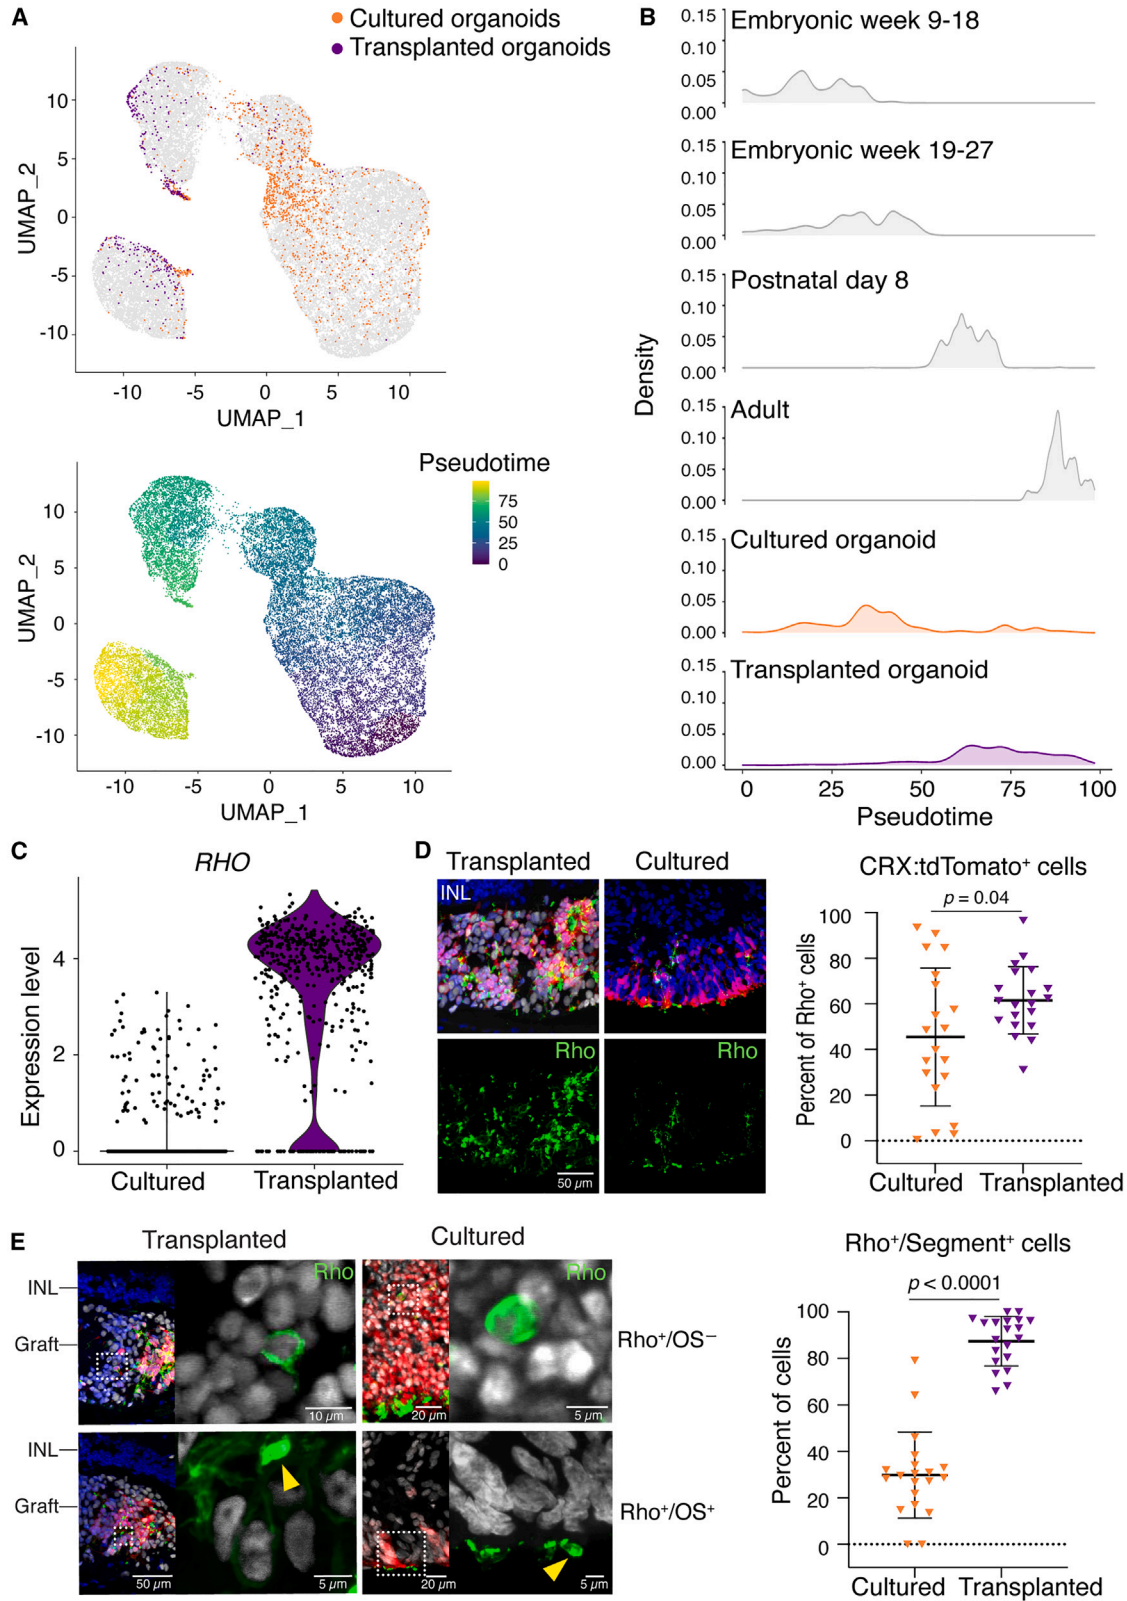 A
Cultured organoids
Transplanted organoids
10
5
0
-5
-10
UMAP_2
-10
-5
0
5
10
UMAP_1
Pseudotime
75
50
25
0
10
5
0
-5
-10
UMAP_2
-10
-5
0
5
10
UMAP_1
B
Density
Embryonic week 9-18
0.15
0.10
0.05
0.00
Embryonic week 19-27
0.15
0.10
0.05
0.00
Postnatal day 8
0.15
0.10
0.05
0.00
Adult
0.15
0.10
0.05
0.00
Cultured organoid
0.15
0.10
0.05
0.00
Transplanted organoid
0.15
0.10
0.05
0.00
0
25
50
75
100
Pseudotime
C
RHO
Expression level
4
2
0
Cultured
Transplanted
D
Transplanted
Cultured
INL
Rho
Rho
50 µm
CRX:tdTomato⁺ cells
p = 0.04
Percent of Rho⁺ cells
100
80
60
40
20
0
Cultured
Transplanted
E
Transplanted
Cultured
INL
Graft
Rho
10 µm
Rho
20 µm
5 µm
Rho⁺/OS⁻
INL
Graft
50 µm
5 µm
20 µm
5 µm
Rho⁺/OS⁺
Rho⁺/Segment⁺ cells
p < 0.0001
Percent of cells
100
80
60
40
20
0
Cultured
Transplanted